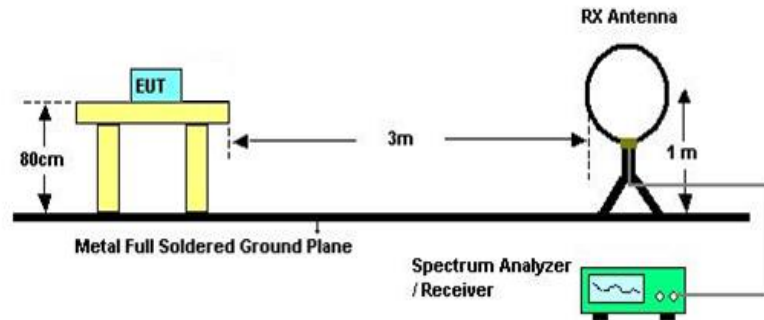 RX Antenna
EUT
80cm
3m
1 m
Metal Full Soldered Ground Plane
Spectrum Analyzer
/ Receiver